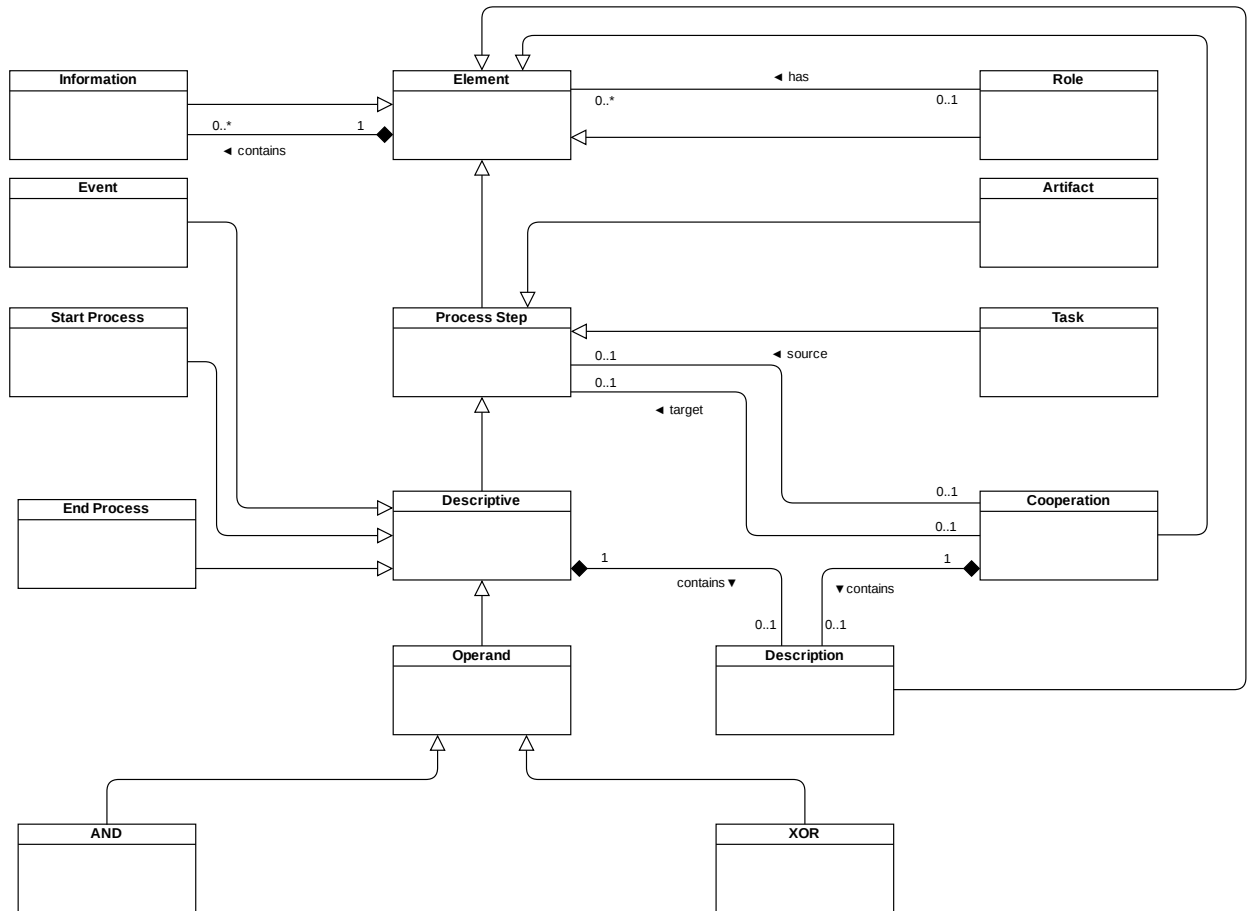 Information
Element
◄ has
Role
0..*
0..1
0..*
1
◄ contains
Event
Artifact
Start Process
Process Step
Task
0..1
◄ source
0..1
◄ target
End Process
Descriptive
0..1
Cooperation
0..1
1
1
contains▼
▼contains
0..1
0..1
Operand
Description
AND
XOR